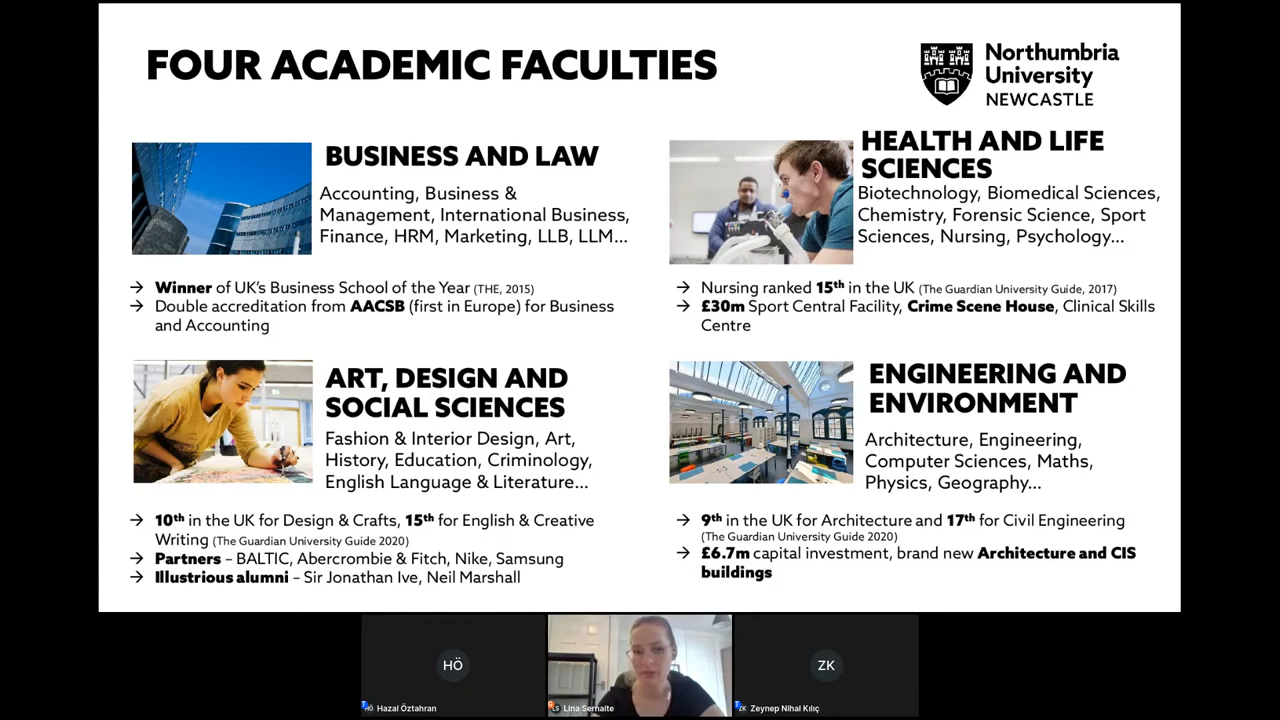 FOUR ACADEMIC FACULTIES
Northumbria
University
NEWCASTLE
BUSINESS AND LAW
Accounting, Business &
Management, International Business,
Finance, HRM, Marketing, LLB, LLM...
→ Winner of UK's Business School of the Year (THE, 2015)
→ Double accreditation from AACSB (first in Europe) for Business
and Accounting
HEALTH AND LIFE
SCIENCES
Biotechnology, Biomedical Sciences,
Chemistry, Forensic Science, Sport
Sciences, Nursing, Psychology...
→ Nursing ranked 15th in the UK (The Guardian University Guide, 2017)
→ £30m Sport Central Facility, Crime Scene House, Clinical Skills
Centre
ART, DESIGN AND
SOCIAL SCIENCES
Fashion & Interior Design, Art,
History, Education, Criminology,
English Language & Literature...
→ 10th in the UK for Design & Crafts, 15th for English & Creative
Writing (The Guardian University Guide 2020)
→ Partners – BALTIC, Abercrombie & Fitch, Nike, Samsung
→ Illustrious alumni – Sir Jonathan Ive, Neil Marshall
ENGINEERING AND
ENVIRONMENT
Architecture, Engineering,
Computer Sciences, Maths,
Physics, Geography...
→ 9th in the UK for Architecture and 17th for Civil Engineering
(The Guardian University Guide 2020)
→ £6.7m capital investment, brand new Architecture and CIS
buildings
HÖ
ZK
HÖ Hazal Öztahran
LS Lina Sernaite
ZK Zeynep Nihal Kılıç